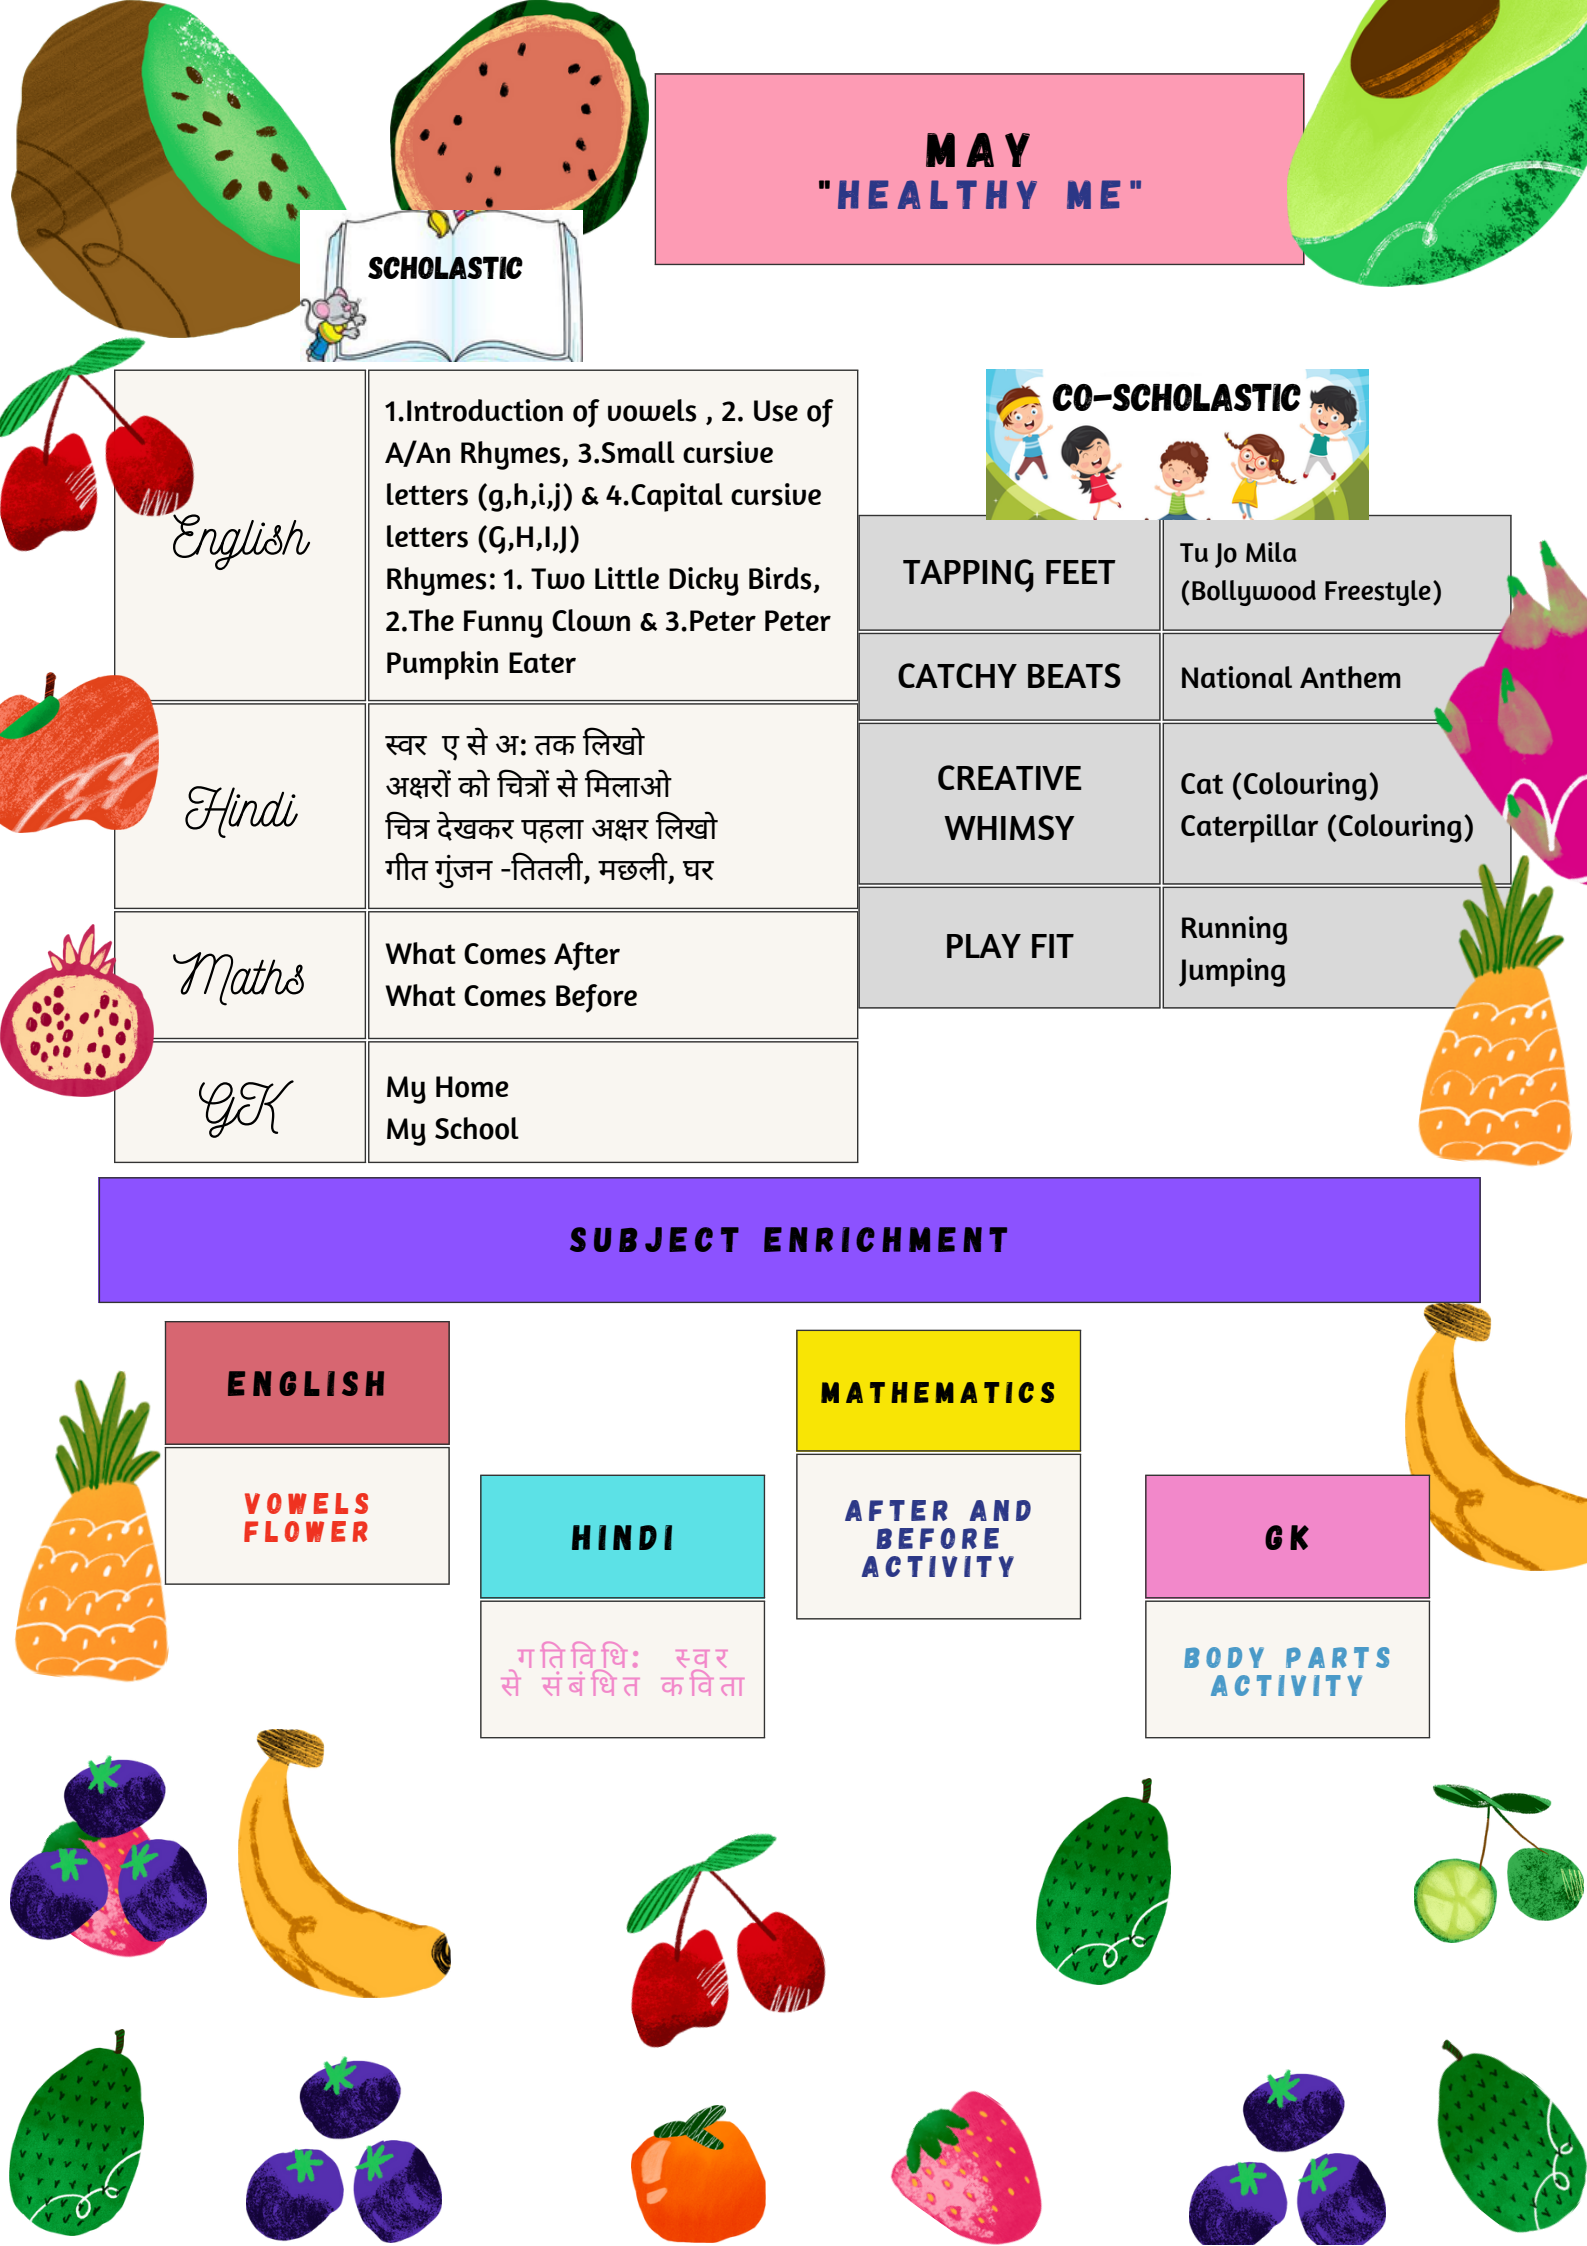 MAY
"HEALTHY ME"
SCHOLASTIC
English
1.Introduction of vowels , 2. Use of
A/An Rhymes, 3.Small cursive
letters (g,h,i,j) & 4.Capital cursive
letters (G,H,I,J)
Rhymes: 1. Two Little Dicky Birds,
2.The Funny Clown & 3.Peter Peter
Pumpkin Eater
Hindi
स्वर ए से अ: तक लिखो
अक्षरों को चित्रों से मिलाओ
चित्र देखकर पहला अक्षर लिखो
गीत गुंजन -तितली, मछली, घर
Maths
What Comes After
What Comes Before
GK
My Home
My School
CO-SCHOLASTIC
TAPPING FEET
Tu Jo Mila
(Bollywood Freestyle)
CATCHY BEATS
National Anthem
CREATIVE
WHIMSY
Cat (Colouring)
Caterpillar (Colouring)
PLAY FIT
Running
Jumping
SUBJECT ENRICHMENT
ENGLISH
VOWELS
FLOWER
HINDI
गतिविधि: स्वर
से संबंधित कविता
MATHEMATICS
AFTER AND
BEFORE
ACTIVITY
GK
BODY PARTS
ACTIVITY